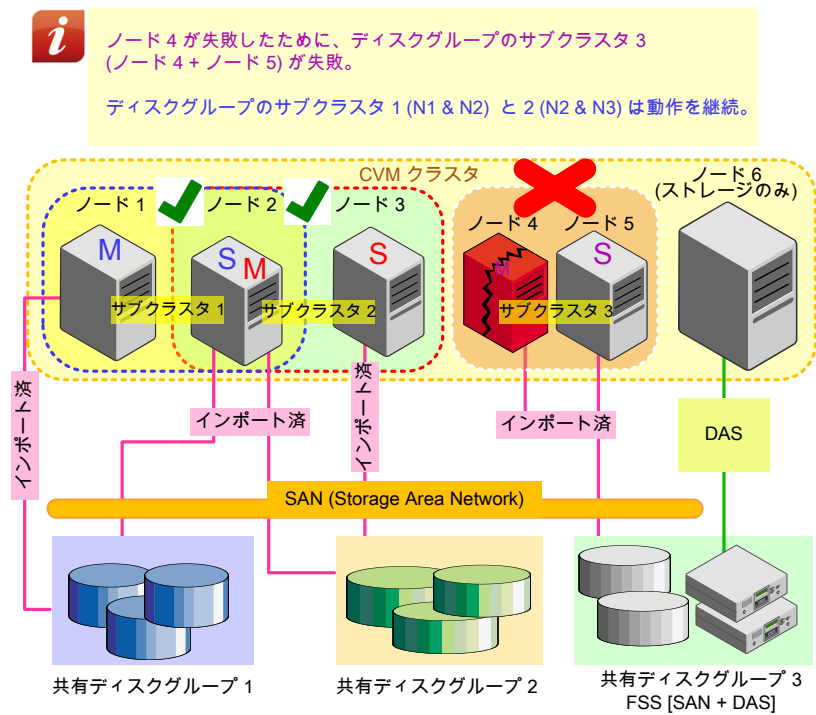 i
ノード 4 が失敗したために、ディスクグループのサブクラスタ 3
(ノード 4 + ノード 5) が失敗。
ディスクグループのサブクラスタ 1 (N1 & N2) と 2 (N2 & N3) は動作を継続。
CVM クラスタ
ノード 1
ノード 2
ノード 3
ノード 4
ノード 5
ノード 6
(ストレージのみ)
M
S
M
S
M
S
サブクラスタ 1
サブクラスタ 2
サブクラスタ 3
インポート済
インポート済
インポート済
インポート済
DAS
SAN (Storage Area Network)
共有ディスクグループ 1
共有ディスクグループ 2
共有ディスクグループ 3
FSS [SAN + DAS]